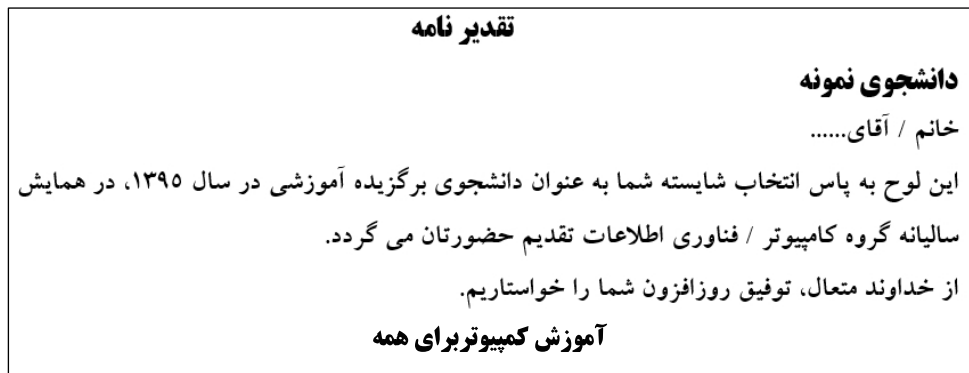 تقدیر نامه
دانشجوی نمونه
خانم / آقای......
این لوح به پاس انتخاب شایسته شما به عنوان دانشجوی برگزیده آموزشی در سال ۱۳۹۵، در همایش
سالیانه گروه کامپیوتر / فناوری اطلاعات تقدیم حضورتان می گردد.
از خداوند متعال، توفیق روزافزون شما را خواستاریم.
آموزش کمپیوتربرای همه